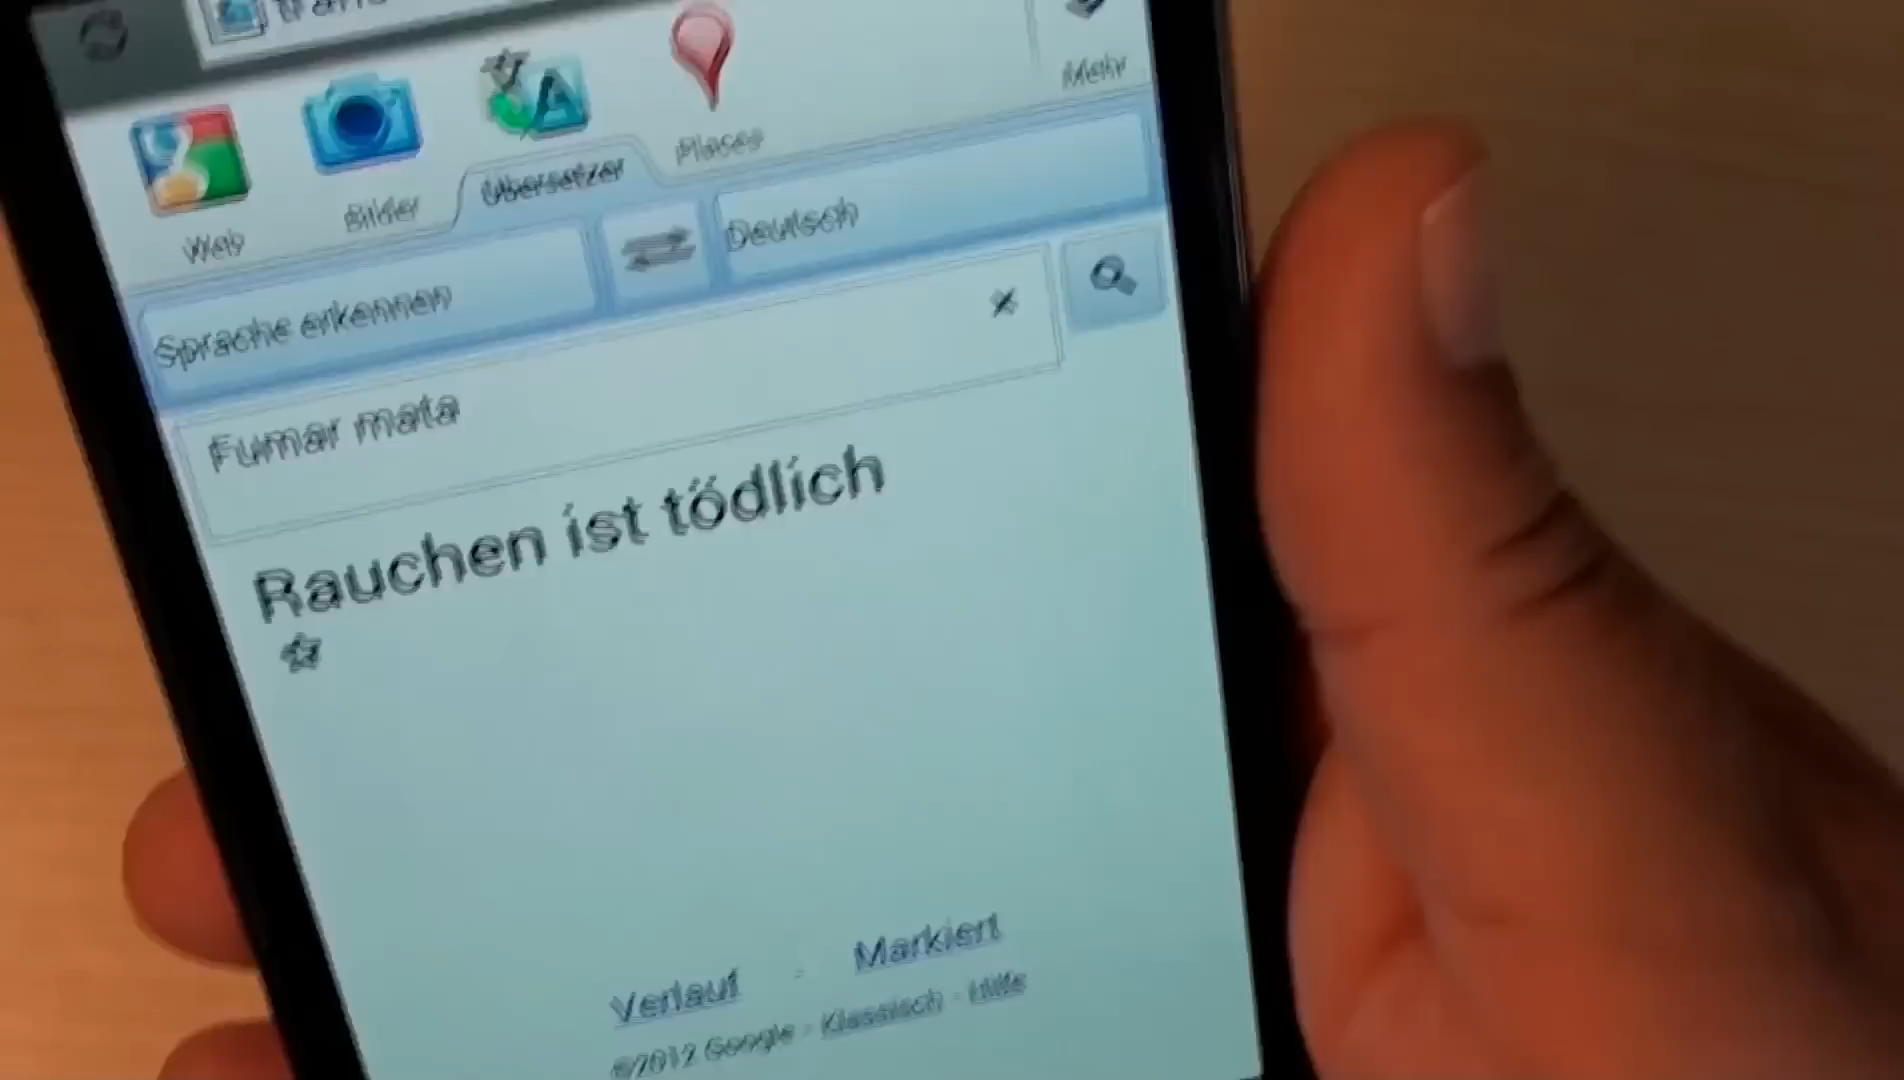 Mehr
Places
Übersetzer
Bilder
Web
Deutsch
Sprache erkennen
Fumar mata
Rauchen ist tödlich
Verlauf - Markiert
©2012 Google - Klassisch - Hilfe